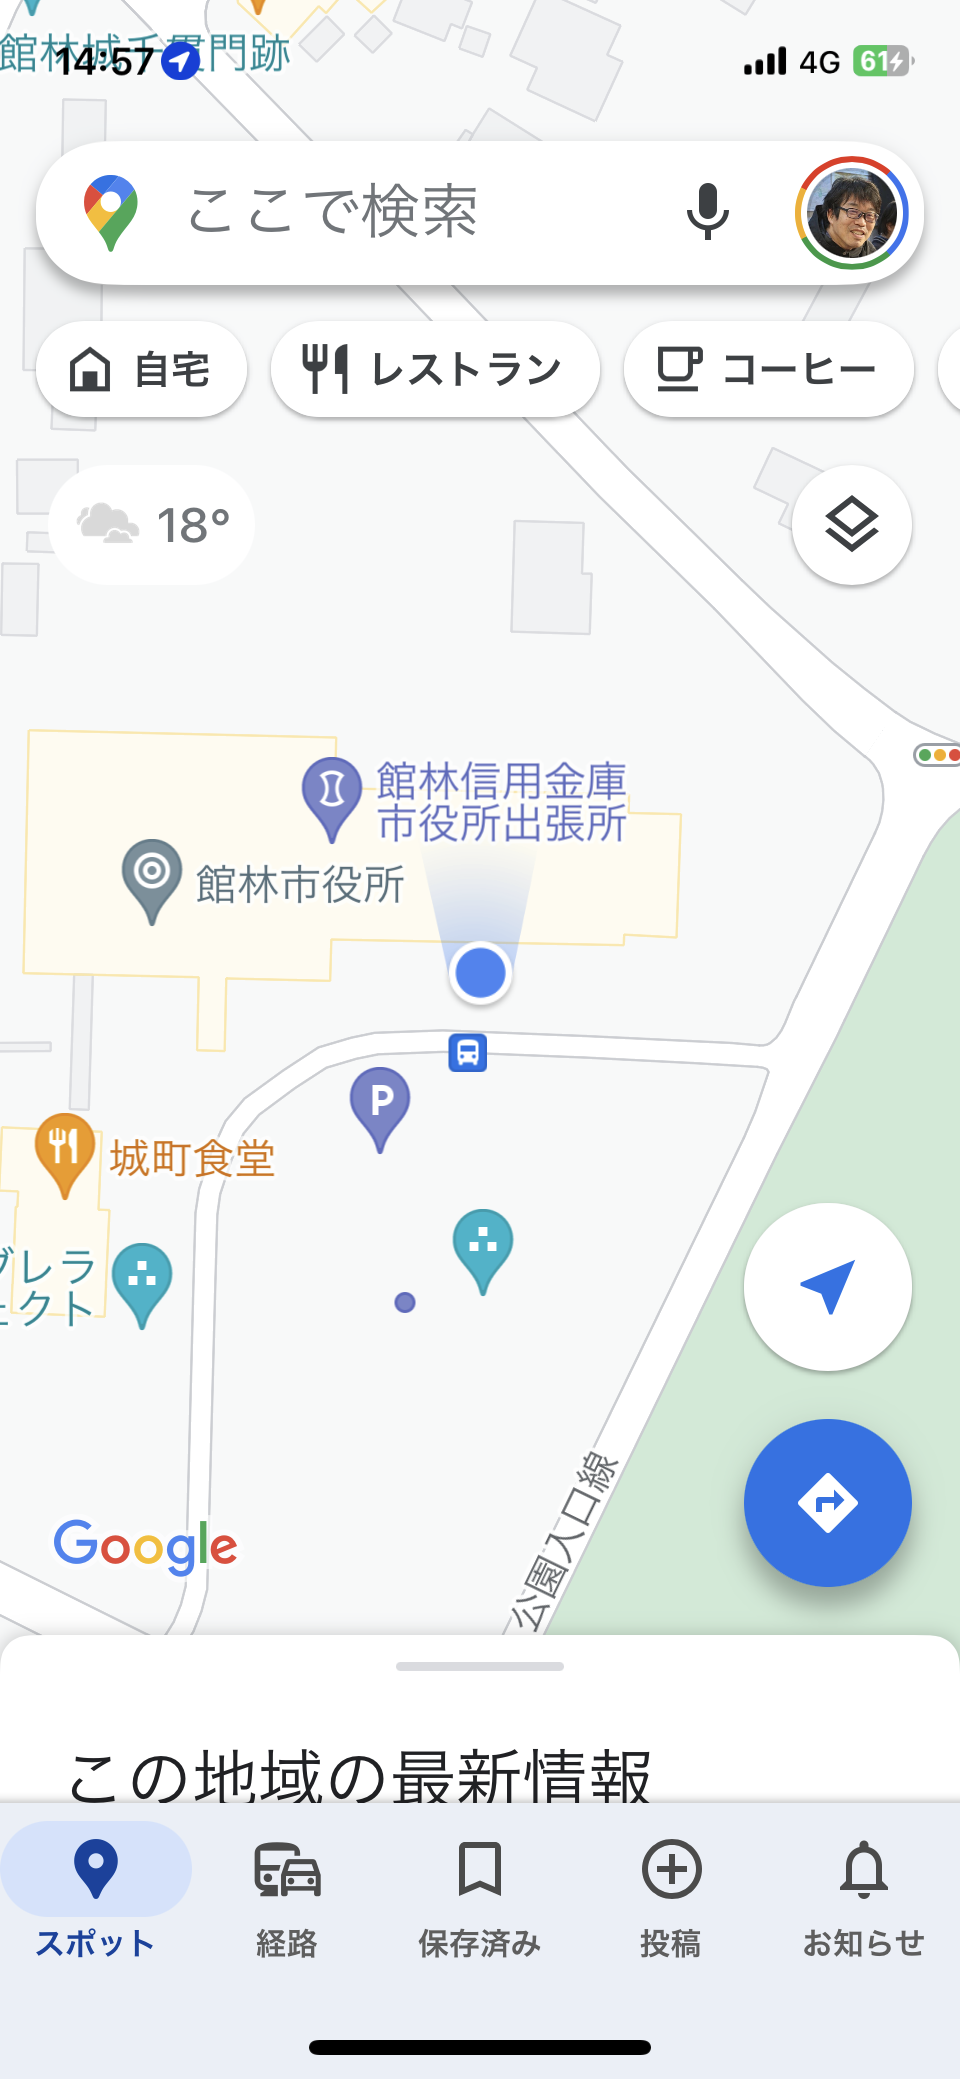 館林城千貫門跡
14:57
4G
61
ここで検索
自宅
レストラン
コーヒー
18°
館林信用金庫
市役所出張所
館林市役所
P
城町食堂
ブレラ
ェクト
公園入口線
Google
この地域の最新情報
スポット
経路
保存済み
投稿
お知らせ